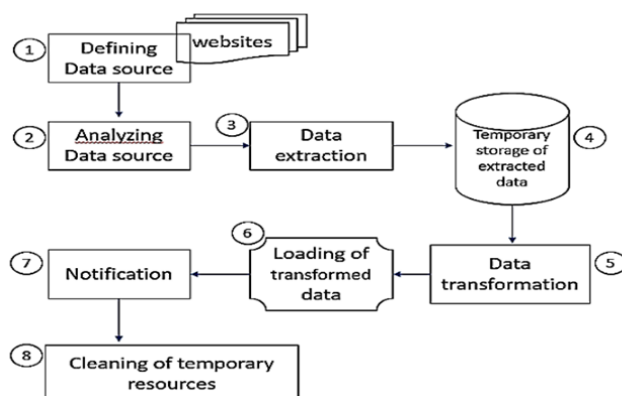 1
Defining
Data source
websites
2
Analyzing
Data source
3
Data
extraction
Temporary
storage of
extracted
data
4
Data
transformation
5
6
Loading of
transformed
data
7
Notification
8
Cleaning of temporary
resources